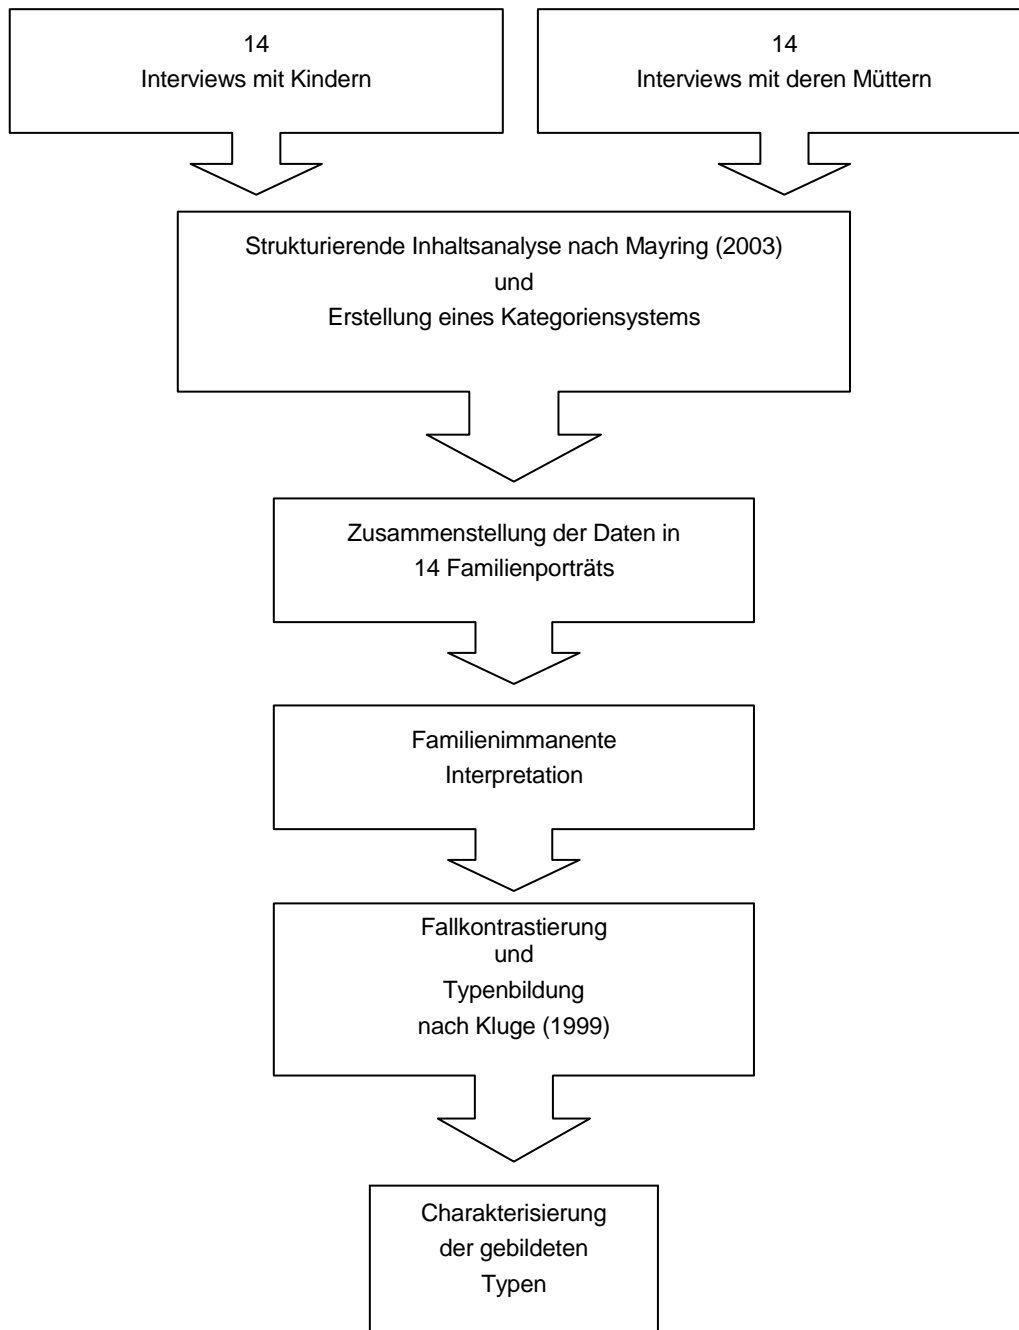 14
Interviews mit Kindern
14
Interviews mit deren Müttern
Strukturierende Inhaltsanalyse nach Mayring (2003)
und
Erstellung eines Kategoriensystems
Zusammenstellung der Daten in
14 Familienporträts
Familienimmanente
Interpretation
Fallkontrastierung
und
Typenbildung
nach Kluge (1999)
Charakterisierung
der gebildeten
Typen